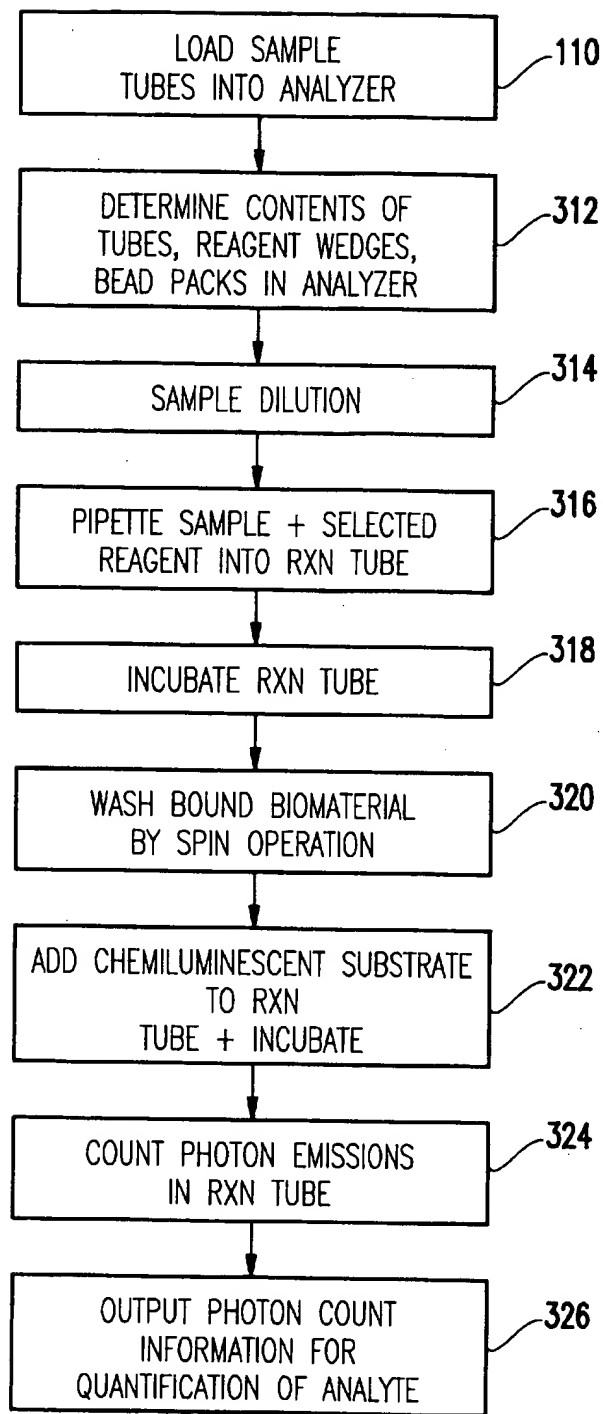 LOAD SAMPLE
TUBES INTO ANALYZER
110
DETERMINE CONTENTS OF
TUBES, REAGENT WEDGES,
BEAD PACKS IN ANALYZER
312
SAMPLE DILUTION
314
PIPETTE SAMPLE + SELECTED
REAGENT INTO RXN TUBE
316
INCUBATE RXN TUBE
318
WASH BOUND BIOMATERIAL
BY SPIN OPERATION
320
ADD CHEMILUMINESCENT SUBSTRATE
TO RXN
TUBE + INCUBATE
322
COUNT PHOTON EMISSIONS
IN RXN TUBE
324
OUTPUT PHOTON COUNT
INFORMATION FOR
QUANTIFICATION OF ANALYTE
326